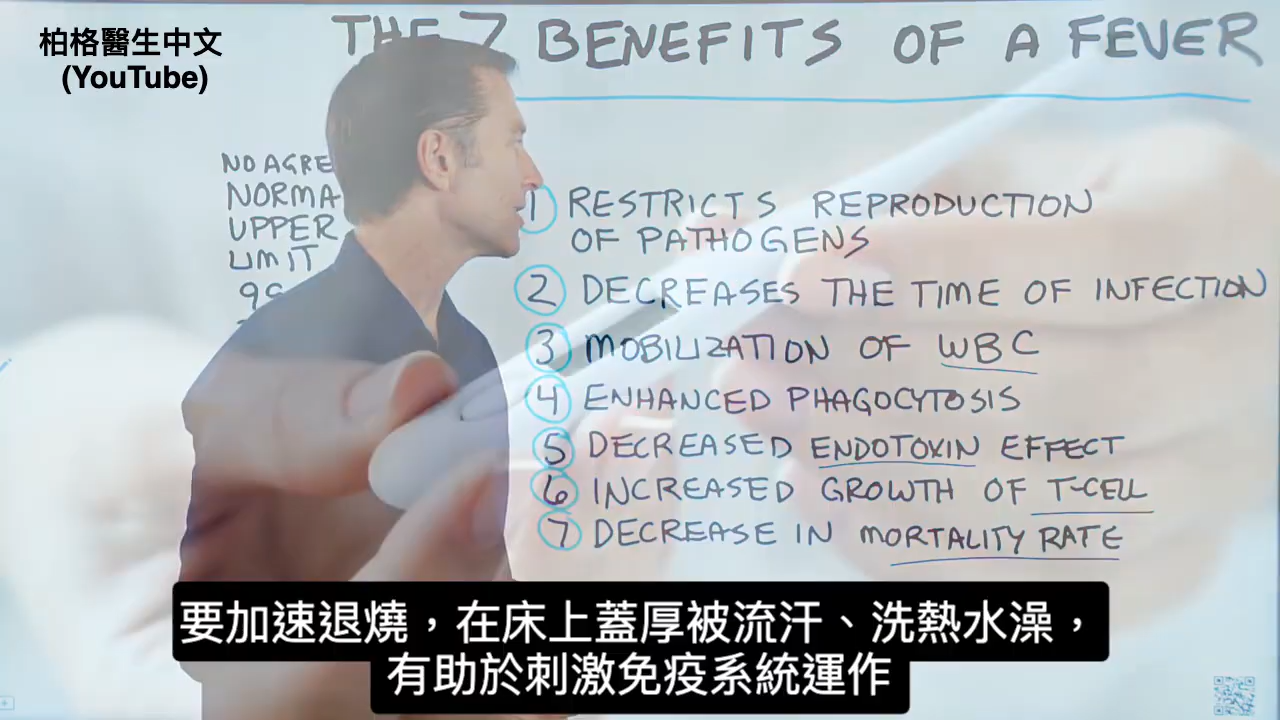 柏格醫生中文
(YouTube)
THE 7 BENEFITS OF A FEVER
NO AGRE
NORMA
UPPER
LIMIT
1 RESTRICTS REPRODUCTION
OF PATHOGENS
2 DECREASES THE TIME OF INFECTION
3 MOBILIZATION OF WBC
4 ENHANCED PHAGOCYTOSIS
5 DECREASED ENDOTOXIN EFFECT
6 INCREASED GROWTH OF T-CELL
7 DECREASE IN MORTALITY RATE
要加速退燒，在床上蓋厚被流汗、洗熱水澡，
有助於刺激免疫系統運作